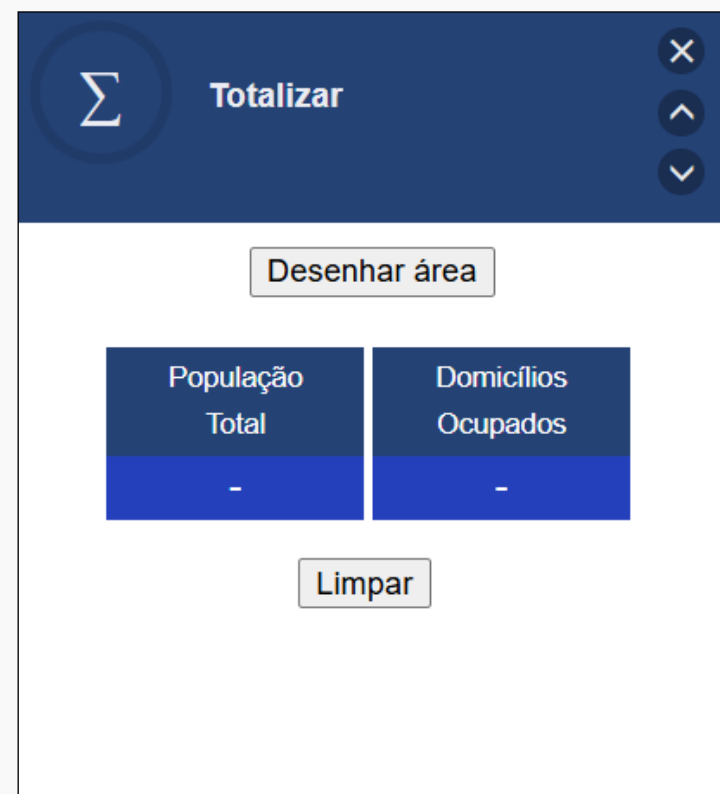 ∑
Totalizar
Desenhar área
População
Total
Domicílios
Ocupados
-
-
Limpar